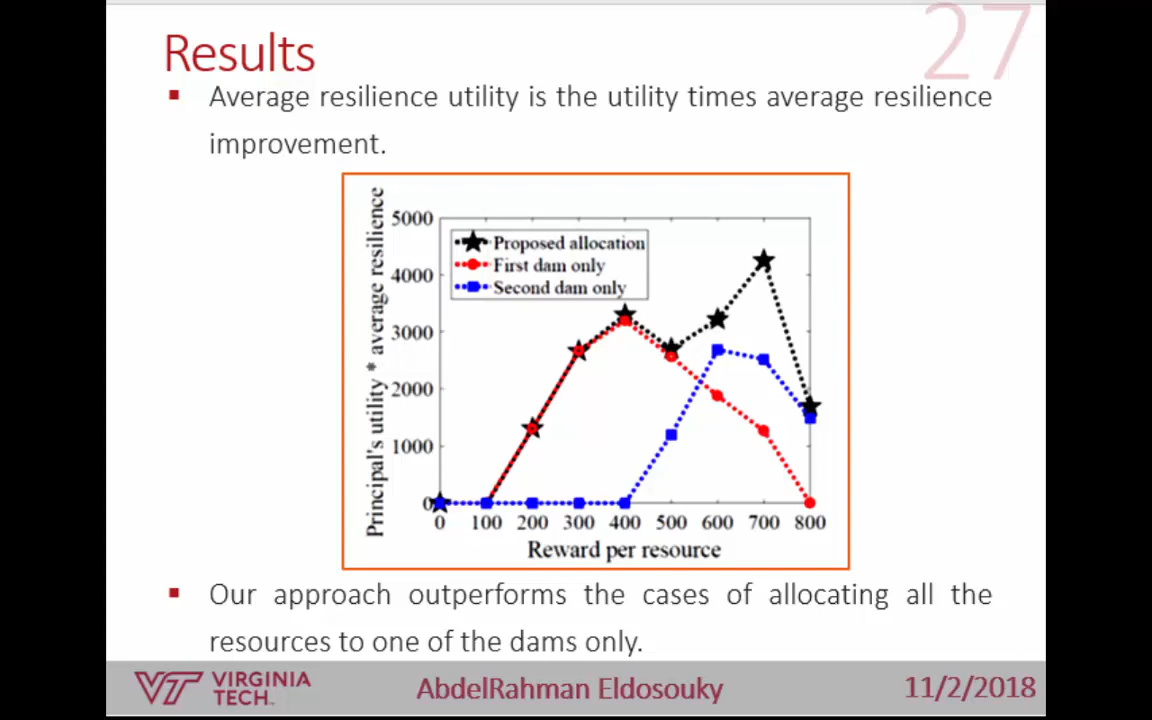 27
Results
▪ Average resilience utility is the utility times average resilience
improvement.
Principal's utility * average resilience
5000
4000
3000
2000
1000
0
Proposed allocation
First dam only
Second dam only
0 100 200 300 400 500 600 700 800
Reward per resource
▪ Our approach outperforms the cases of allocating all the
resources to one of the dams only.
VT VIRGINIA
TECH™
AbdelRahman Eldosouky
11/2/2018